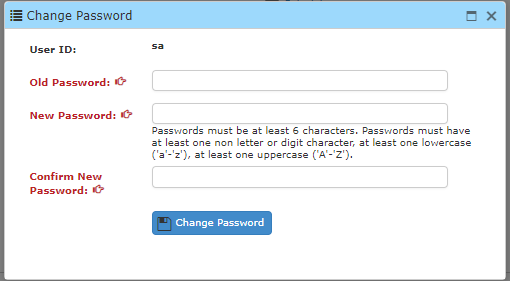 Change Password
User ID: sa
Old Password:
New Password:
Passwords must be at least 6 characters. Passwords must have
at least one non letter or digit character, at least one lowercase
('a'-'z'), at least one uppercase ('A'-'Z').
Confirm New
Password:
Change Password